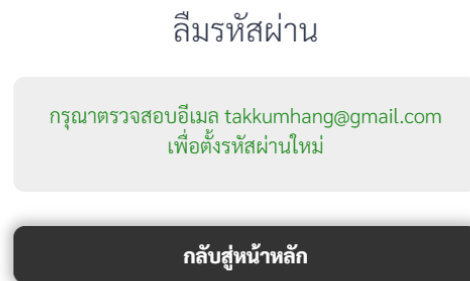 ลืมรหัสผ่าน
กรุณาตรวจสอบอีเมล takkumhang@gmail.com
เพื่อตั้งรหัสผ่านใหม่
กลับสู่หน้าหลัก